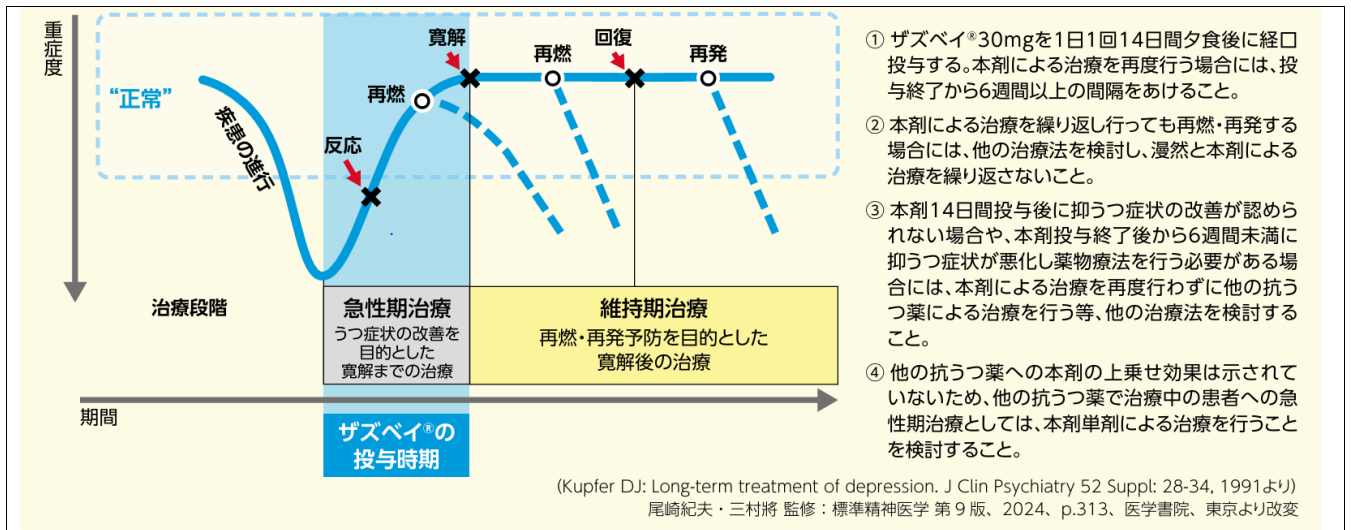 重症度
“正常”
疾患の進行
反応
再燃
寛解
再燃
回復
再発
治療段階
急性期治療
うつ症状の改善を
目的とした
寛解までの治療
維持期治療
再燃・再発予防を目的とした
寛解後の治療
期間
ザズベイ®の
投与時期
① ザズベイ®30mgを1日1回14日間夕食後に経口
投与する。本剤による治療を再度行う場合には、投
与終了から6週間以上の間隔をあけること。
② 本剤による治療を繰り返し行っても再燃・再発する
場合には、他の治療法を検討し、漫然と本剤による
治療を繰り返さないこと。
③ 本剤14日間投与後に抑うつ症状の改善が認めら
れない場合や、本剤投与終了後から6週間未満に
抑うつ症状が悪化し薬物療法を行う必要がある場
合には、本剤による治療を再度行わずに他の抗う
つ薬による治療を行う等、他の治療法を検討する
こと。
④ 他の抗うつ薬への本剤の上乗せ効果は示されて
いないため、他の抗うつ薬で治療中の患者への急
性期治療としては、本剤単剤による治療を行うこと
を検討すること。
(Kupfer DJ: Long-term treatment of depression. J Clin Psychiatry 52 Suppl: 28-34, 1991より)
尾崎紀夫・三村將 監修：標準精神医学 第9版、2024、p.313、医学書院、東京より改変